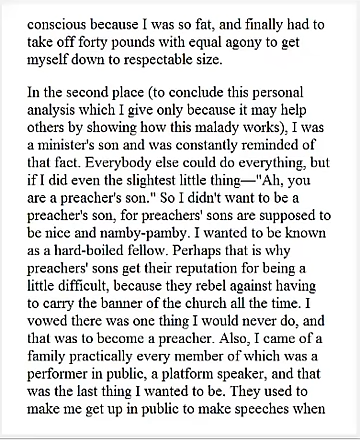 conscious because I was so fat, and finally had to
take off forty pounds with equal agony to get
myself down to respectable size.
In the second place (to conclude this personal
analysis which I give only because it may help
others by showing how this malady works), I was
a minister's son and was constantly reminded of
that fact. Everybody else could do everything, but
if I did even the slightest little thing—"Ah, you
are a preacher's son." So I didn't want to be a
preacher's son, for preachers' sons are supposed to
be nice and namby-pamby. I wanted to be known
as a hard-boiled fellow. Perhaps that is why
preachers' sons get their reputation for being a
little difficult, because they rebel against having
to carry the banner of the church all the time. I
vowed there was one thing I would never do, and
that was to become a preacher. Also, I came of a
family practically every member of which was a
performer in public, a platform speaker, and that
was the last thing I wanted to be. They used to
make me get up in public to make speeches when